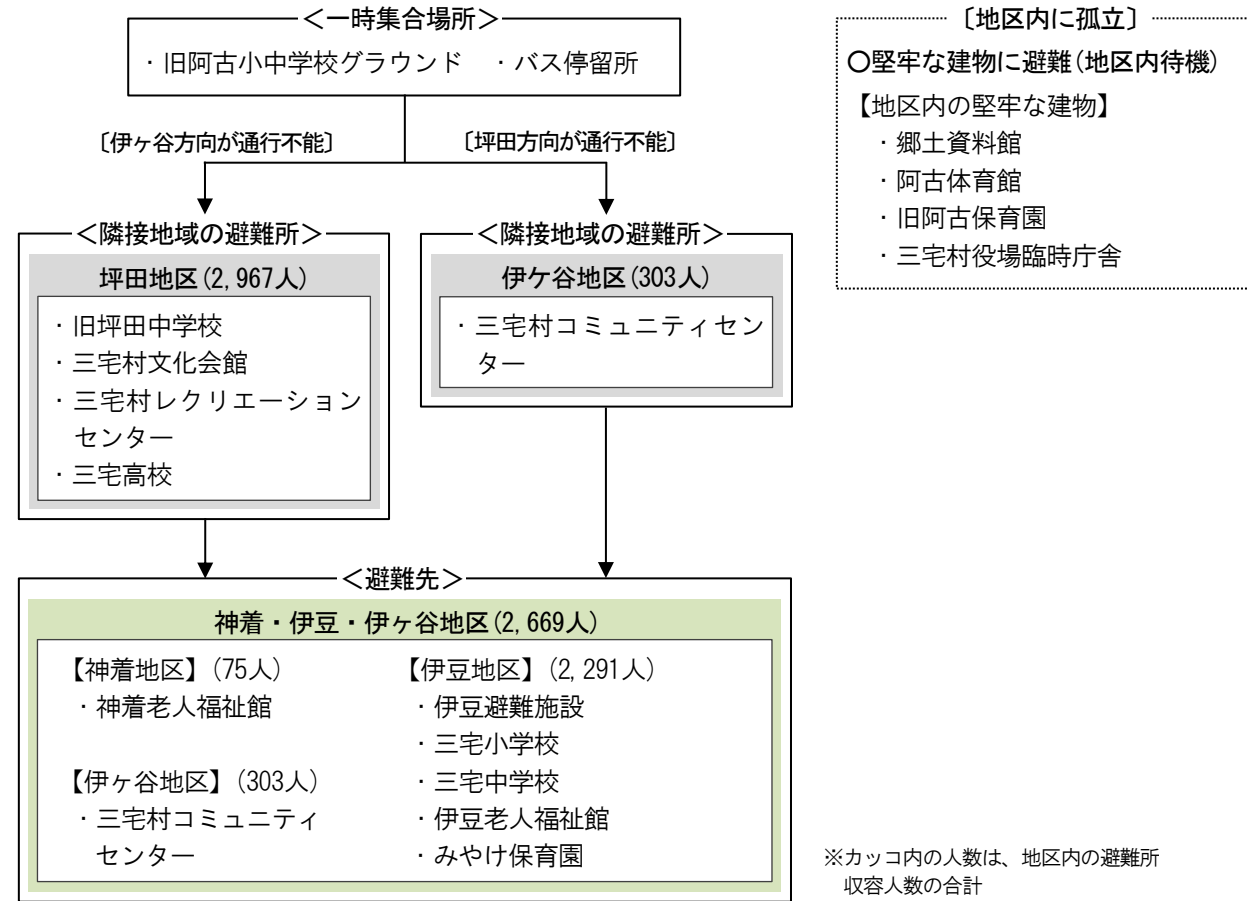 ＜一時集合場所＞
・旧阿古小中学校グラウンド　・バス停留所
〔伊ヶ谷方向が通行不能〕
〔坪田方向が通行不能〕
＜隣接地域の避難所＞
坪田地区(2,967人)
・旧坪田中学校
・三宅村文化会館
・三宅村レクリエーション
センター
・三宅高校
＜隣接地域の避難所＞
伊ケ谷地区(303人)
・三宅村コミュニティセン
ター
＜避難先＞
神着・伊豆・伊ヶ谷地区(2,669人)
【神着地区】(75人)
・神着老人福祉館
【伊ヶ谷地区】(303人)
・三宅村コミュニティ
センター
【伊豆地区】(2,291人)
・伊豆避難施設
・三宅小学校
・三宅中学校
・伊豆老人福祉館
・みやけ保育園
〔地区内に孤立〕
○堅牢な建物に避難(地区内待機)
【地区内の堅牢な建物】
・郷土資料館
・阿古体育館
・旧阿古保育園
・三宅村役場臨時庁舎
※カッコ内の人数は、地区内の避難所
収容人数の合計